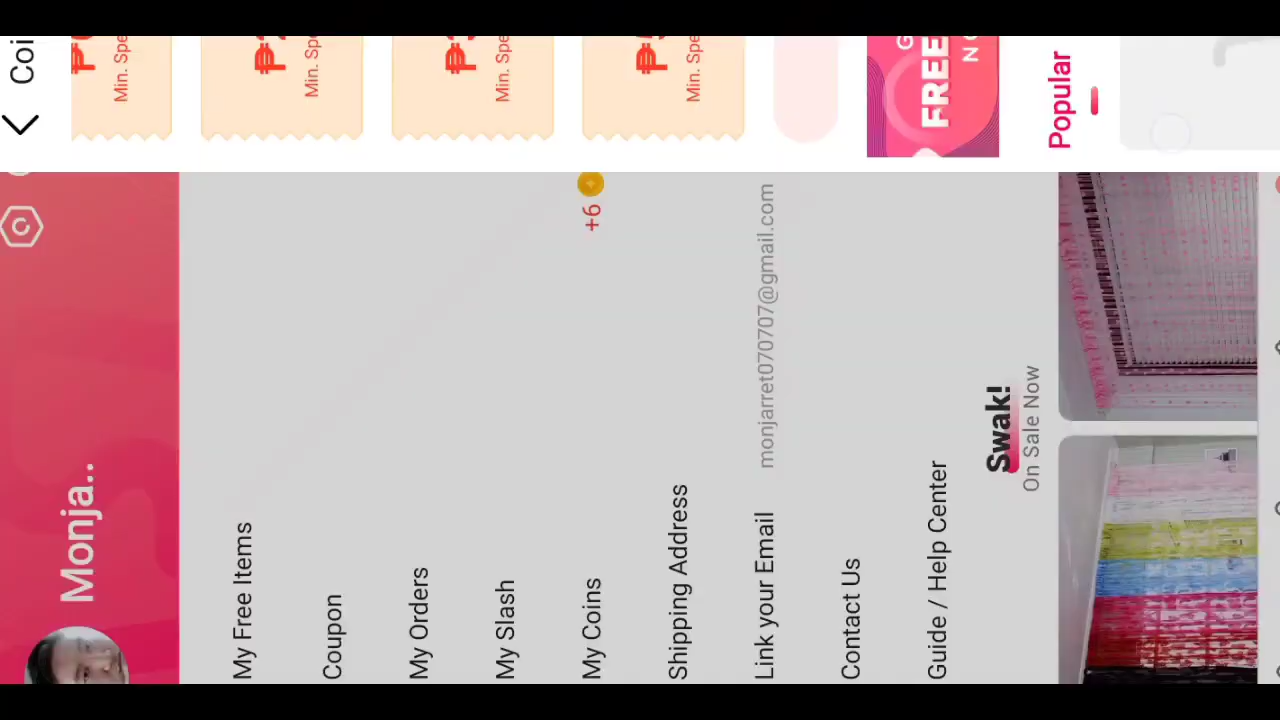 Monja..
My Free Items
Coupon
My Orders
My Slash
My Coins
+6
Shipping Address
Link your Email
monjarret070707@gmail.com
Contact Us
Guide / Help Center
Swak!
On Sale Now
Coi
Min. Spe
Min. Spe
Min. Spe
Min. Spe
G
FREE
N
Popular